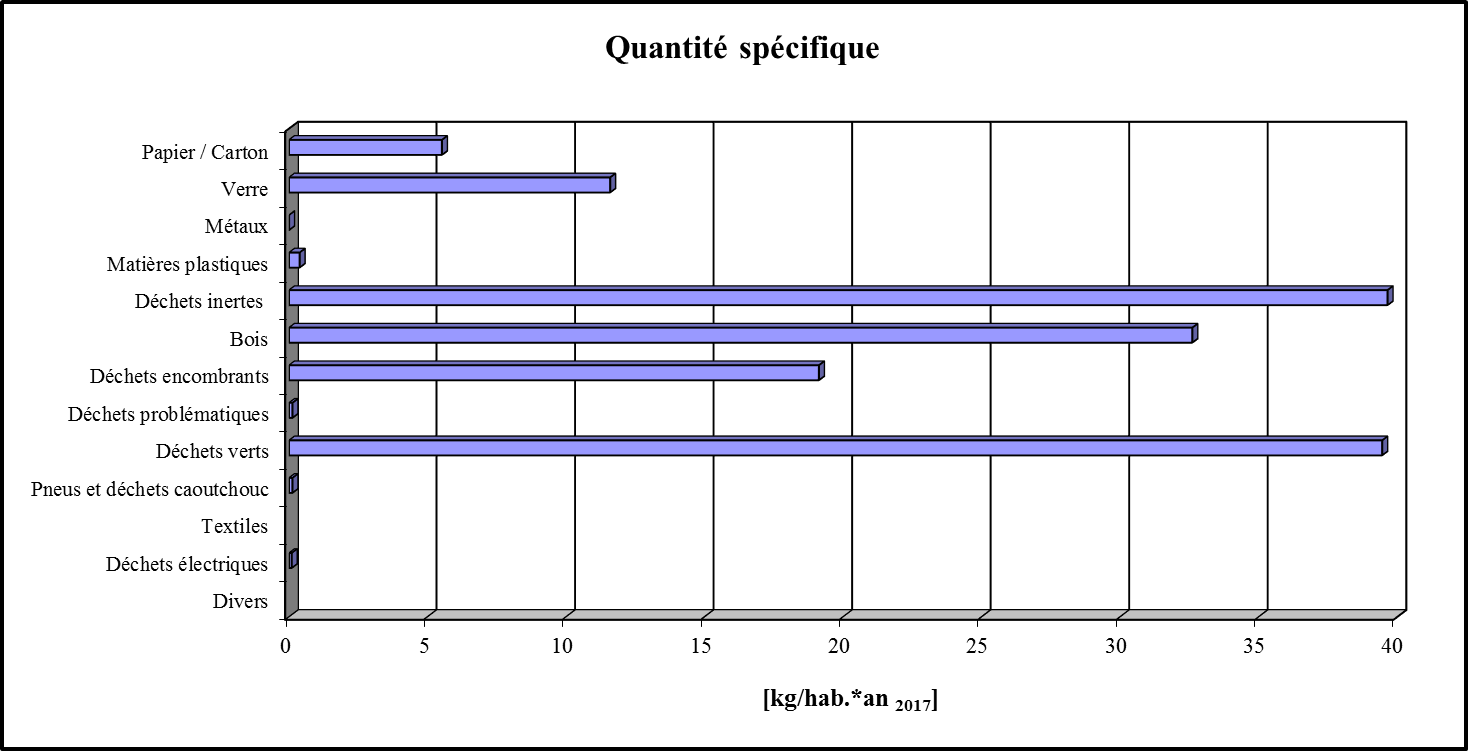 Quantité spécifique
Papier / Carton
Verre
Métaux
Matières plastiques
Déchets inertes
Bois
Déchets encombrants
Déchets problématiques
Déchets verts
Pneus et déchets caoutchouc
Textiles
Déchets électriques
Divers
0 5 10 15 20 25 30 35 40
[kg/hab.*an 2017]